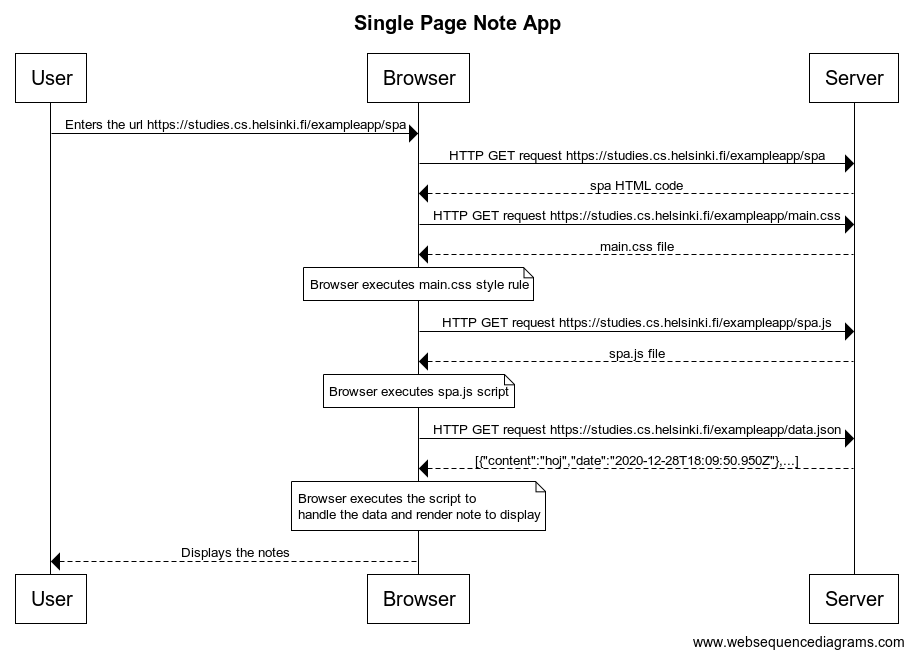 Single Page Note App
User Browser Server
Enters the url https://studies.cs.helsinki.fi/exampleapp/spa
HTTP GET request https://studies.cs.helsinki.fi/exampleapp/spa
spa HTML code
HTTP GET request https://studies.cs.helsinki.fi/exampleapp/main.css
main.css file
Browser executes main.css style rule
HTTP GET request https://studies.cs.helsinki.fi/exampleapp/spa.js
spa.js file
Browser executes spa.js script
HTTP GET request https://studies.cs.helsinki.fi/exampleapp/data.json
[{"content":"hoj","date":"2020-12-28T18:09:50.950Z"},...]
Browser executes the script to
handle the data and render note to display
Displays the notes
User Browser Server
www.websequencediagrams.com